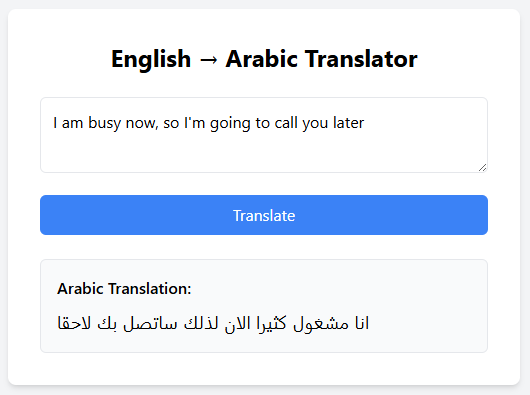 English → Arabic Translator
I am busy now, so I'm going to call you later
Translate
Arabic Translation:
انا مشغول كثيرا الان لذلك ساتصل بك لاحقا